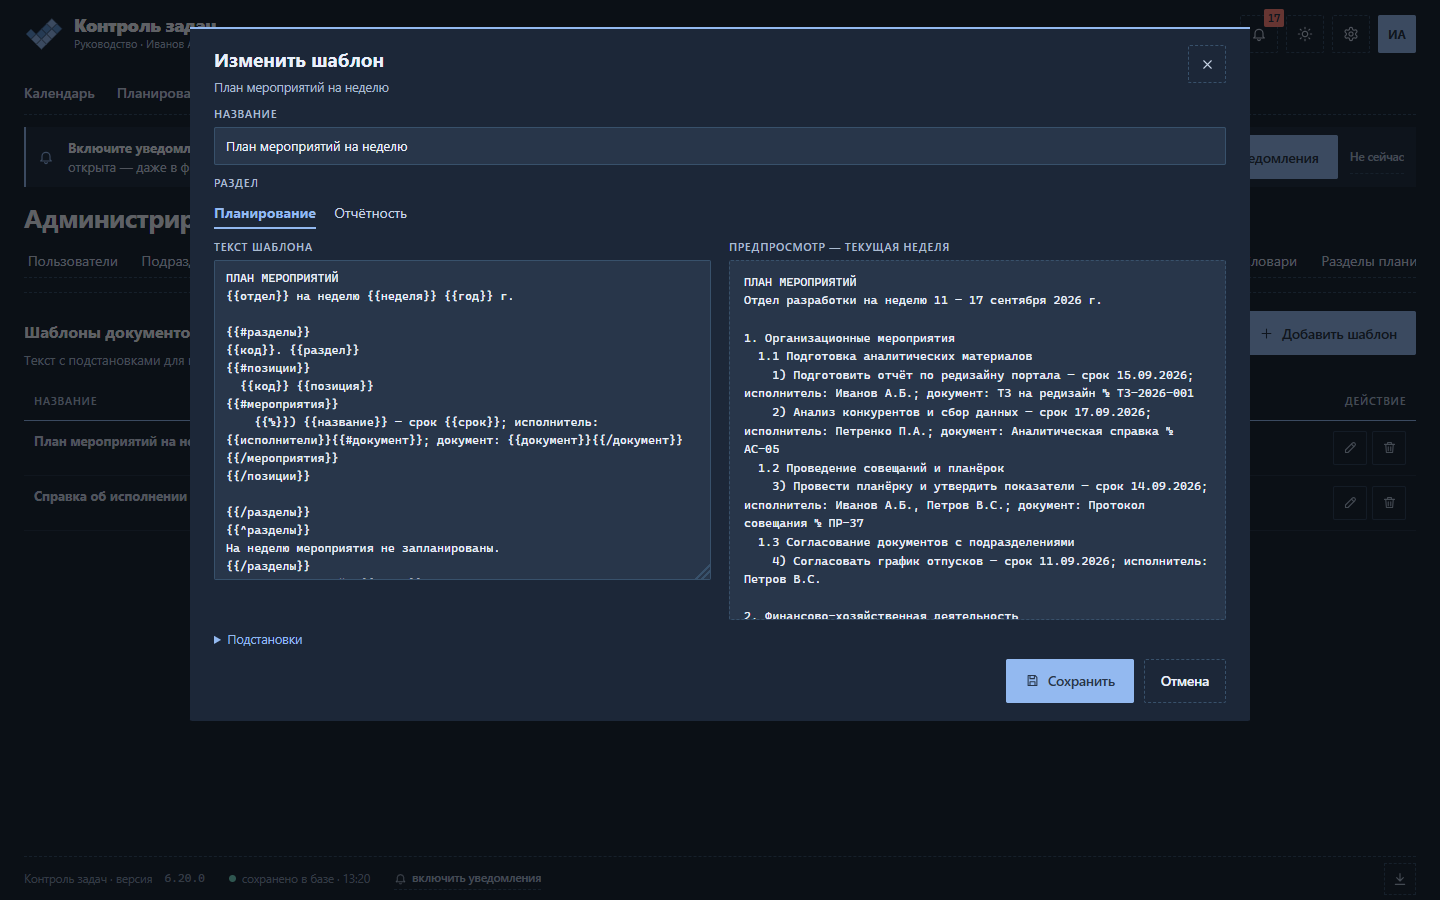 Контроль задач
Руководство · Иванов А
17
ИА
Календарь Планирова
Включите уведомл
открыта — даже в ф
едомления
Не сейчас
Администрир
Пользователи Подразд
ловари Разделы плани
Шаблоны документо
Текст с подстановками для
Добавить шаблон
НАЗВАНИЕ
ДЕЙСТВИЕ
План мероприятий на не
Справка об исполнении
Изменить шаблон
План мероприятий на неделю
НАЗВАНИЕ
План мероприятий на неделю
РАЗДЕЛ
Планирование Отчётность
ТЕКСТ ШАБЛОНА
ПЛАН МЕРОПРИЯТИЙ
{{отдел}} на неделю {{неделя}} {{год}} г.
{{#разделы}}
{{код}}. {{раздел}}
{{#позиции}}
{{код}} {{позиция}}
{{#мероприятия}}
{{№}}) {{название}} — срок {{срок}}; исполнитель:
{{исполнители}}{{#документ}}; документ: {{документ}}{{/документ}}
{{/мероприятия}}
{{/позиции}}
{{/разделы}}
{{^разделы}}
На неделю мероприятия не запланированы.
{{/разделы}}
ПРЕДПРОСМОТР — ТЕКУЩАЯ НЕДЕЛЯ
ПЛАН МЕРОПРИЯТИЙ
Отдел разработки на неделю 11 – 17 сентября 2026 г.
1. Организационные мероприятия
1.1 Подготовка аналитических материалов
1) Подготовить отчёт по редизайну портала — срок 15.09.2026;
исполнитель: Иванов А.Б.; документ: ТЗ на редизайн № ТЗ-2026-001
2) Анализ конкурентов и сбор данных — срок 17.09.2026;
исполнитель: Петренко П.А.; документ: Аналитическая справка №
АС-05
1.2 Проведение совещаний и планёрок
3) Провести планёрку и утвердить показатели — срок 14.09.2026;
исполнитель: Иванов А.Б., Петров В.С.; документ: Протокол
совещания № ПР-37
1.3 Согласование документов с подразделениями
4) Согласовать график отпусков — срок 11.09.2026; исполнитель:
Петров В.С.
2. Финансово-хозяйственная деятельность
Подстановки
Сохранить
Отмена
Контроль задач · версия 6.20.0
сохранено в базе · 13:20
включить уведомления